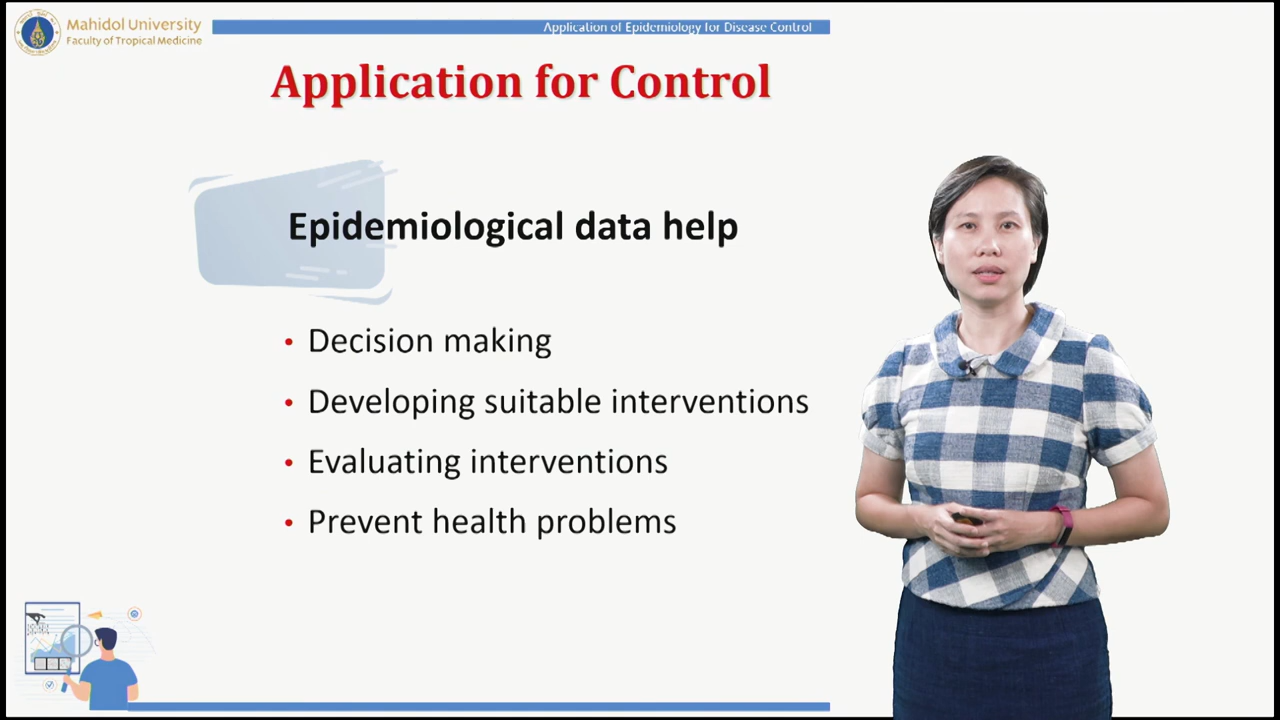 Mahidol University
Faculty of Tropical Medicine
Application of Epidemiology for Disease Control
Application for Control
Epidemiological data help
• Decision making
• Developing suitable interventions
• Evaluating interventions
• Prevent health problems